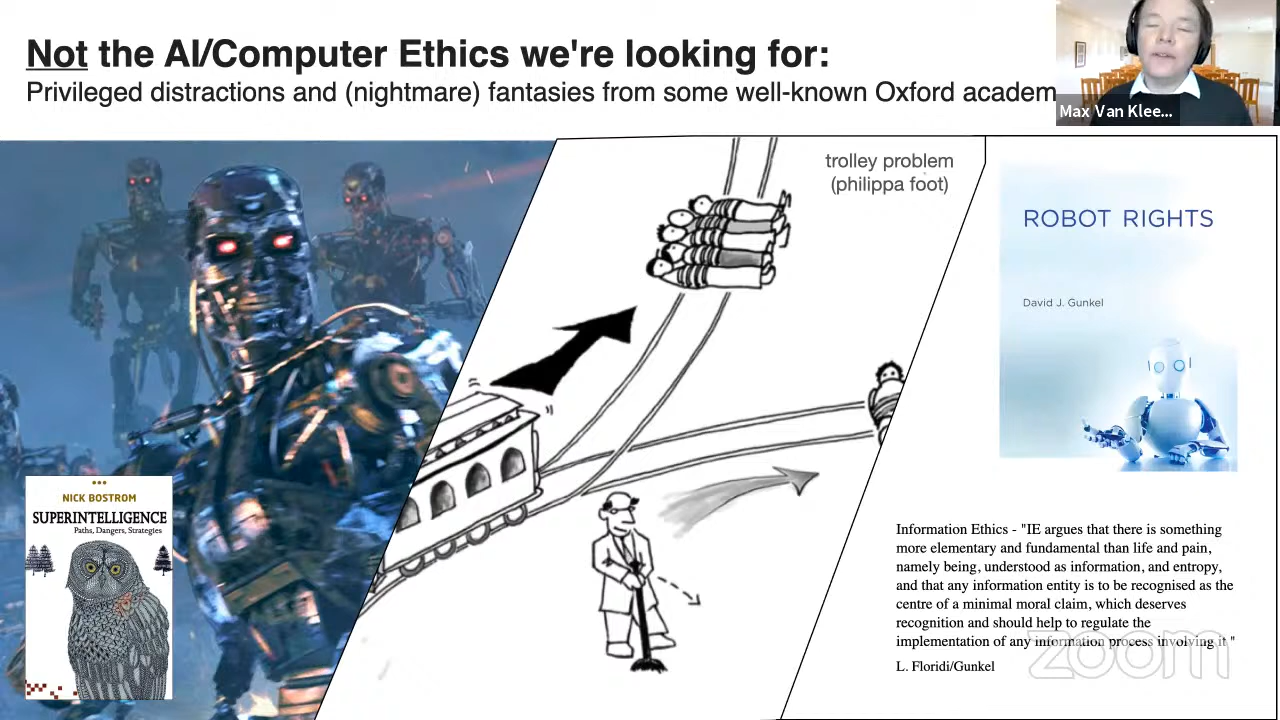 Not the AI/Computer Ethics we're looking for:
Privileged distractions and (nightmare) fantasies from some well-known Oxford academ
Max Van Klee...
trolley problem
(philippa foot)
ROBOT RIGHTS
David J. Gunkel
NICK BOSTROM
SUPERINTELLIGENCE
Paths, Dangers, Strategies
Information Ethics - "IE argues that there is something
more elementary and fundamental than life and pain,
namely being, understood as information, and entropy,
and that any information entity is to be recognised as the
centre of a minimal moral claim, which deserves
recognition and should help to regulate the
implementation of any information process involving it "
L. Floridi/Gunkel
zoom